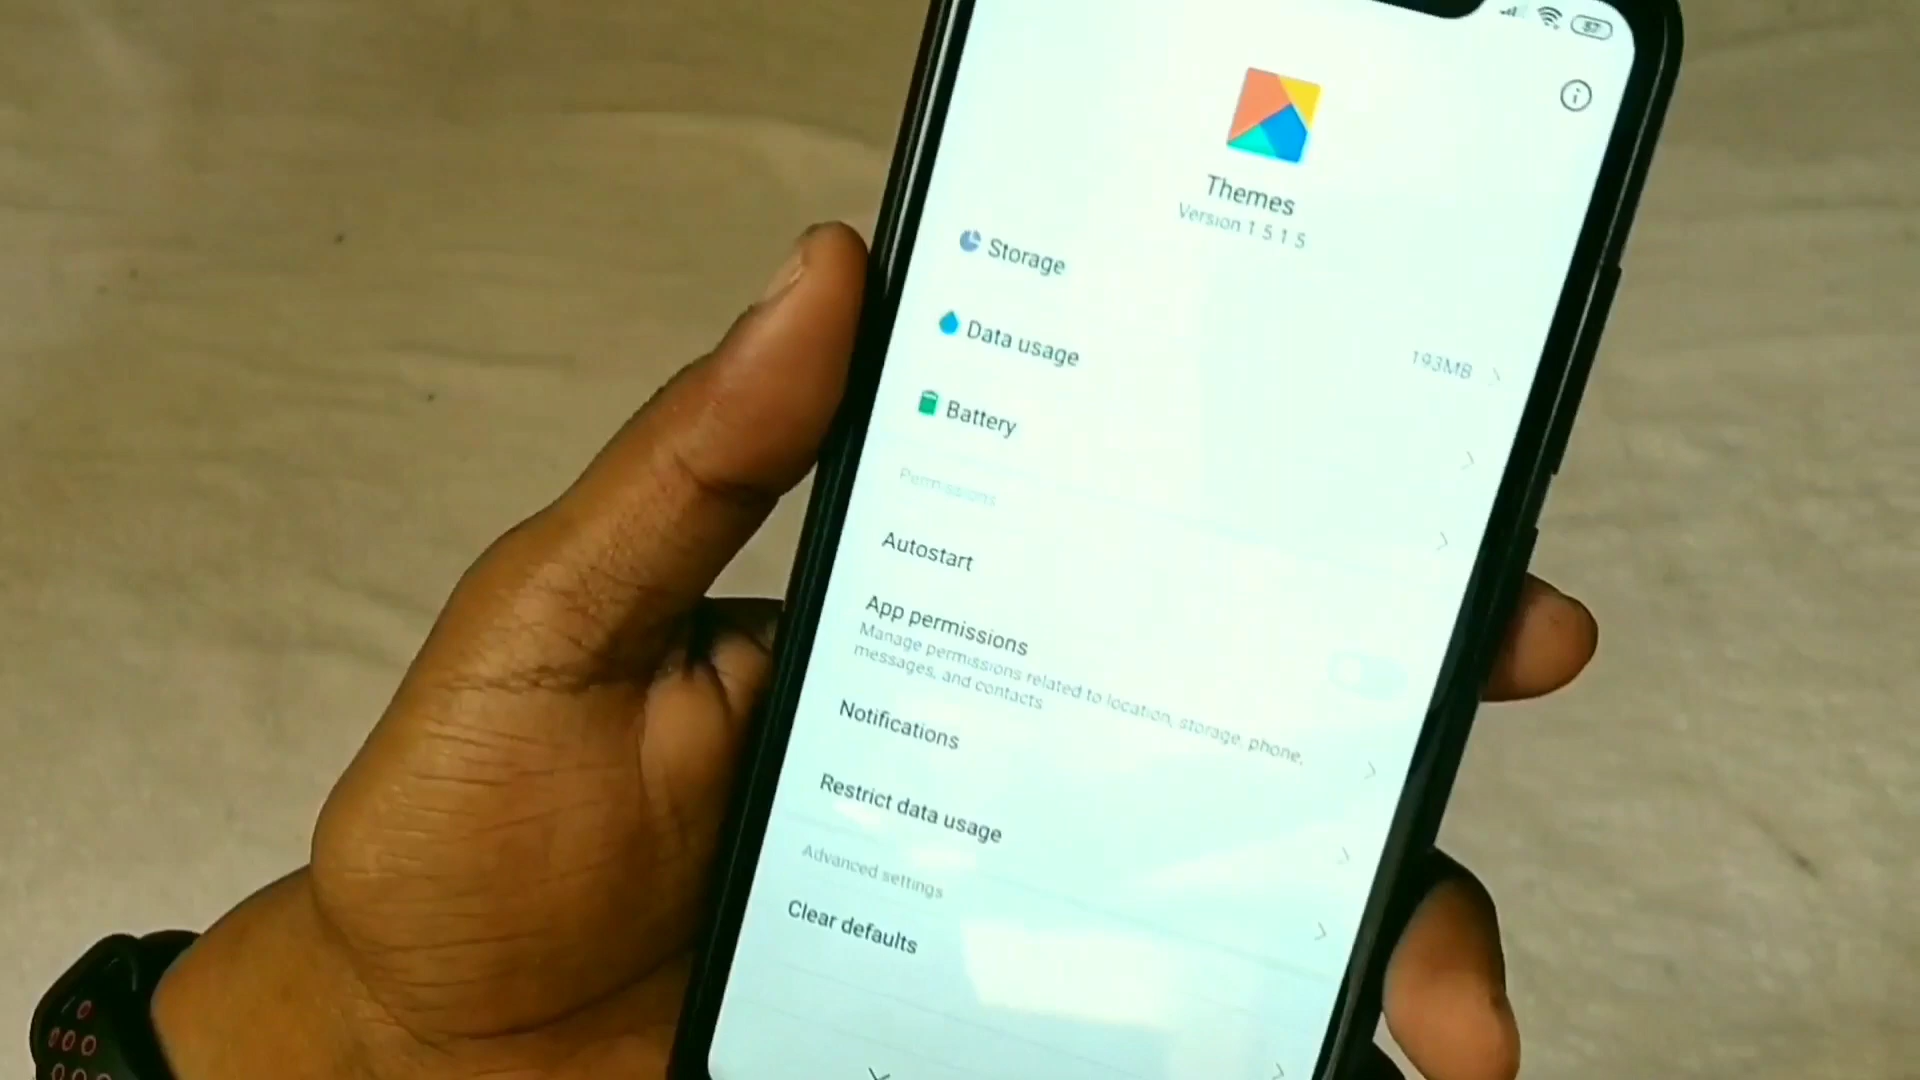 57
Themes
Version 1 5 1 5
Storage
193MB
Data usage
Battery
Permissions
Autostart
App permissions
Manage permissions related to location, storage, phone,
messages, and contacts
Notifications
Restrict data usage
Advanced settings
Clear defaults